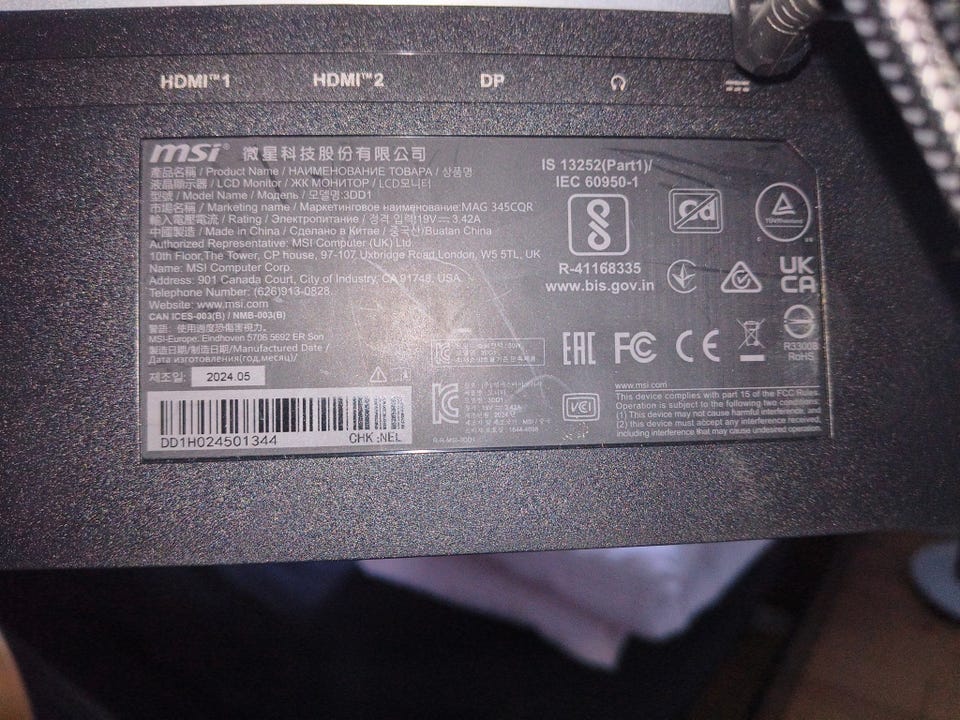 HDMI™1 HDMI™2 DP
msi® 微星科技股份有限公司
產品名稱 / Product Name / НАИМЕНОВАНИЕ ТОВАРА / 상품명
液晶顯示器 / LCD Monitor / ЖК МОНИТОР / LCD모니터
型號 / Model Name / Модель / 모델명:3DD1
市場名稱 / Marketing name / Маркетинговое наименование:MAG 345CQR
輸入電壓電流 / Rating / Электропитание / 정격 입력:19V⎓3.42A
中國製造 / Made in China / Сделано в Китае / 중국산/Buatan China
Authorized Representative: MSI Computer (UK) Ltd
10th Floor,The Tower, CP house, 97-107 Uxbridge Road,London, W5 5TL, UK
Name: MSI Computer Corp.
Address: 901 Canada Court, City of Industry, CA 91748, USA
Telephone Number: (626)913-0828
Website: www.msi.com
CAN ICES-003(B) / NMB-003(B)
警語: 使用過度恐傷害視力。
MSI-Europe: Eindhoven 5706 5692 ER Son
製造日期/制造日期/Manufactured Date /
Дата изготовления(год,месяц)/
제조일: 2024.05
DD1H024501344 CHK :NEL
IS 13252(Part1)/
IEC 60950-1
R-41168335
www.bis.gov.in
Cd
TÜVRheinland
UK
CA
R33008
RoHS
EAC FC CE
KC
KC
R-R-MSI-3DD1
1644-4698
VCI
www.msi.com
This device complies with part 15 of the FCC Rules.
Operation is subject to the following two conditions:
(1) This device may not cause harmful interference, and
(2) this device must accept any interference received,
including interference that may cause undesired operation